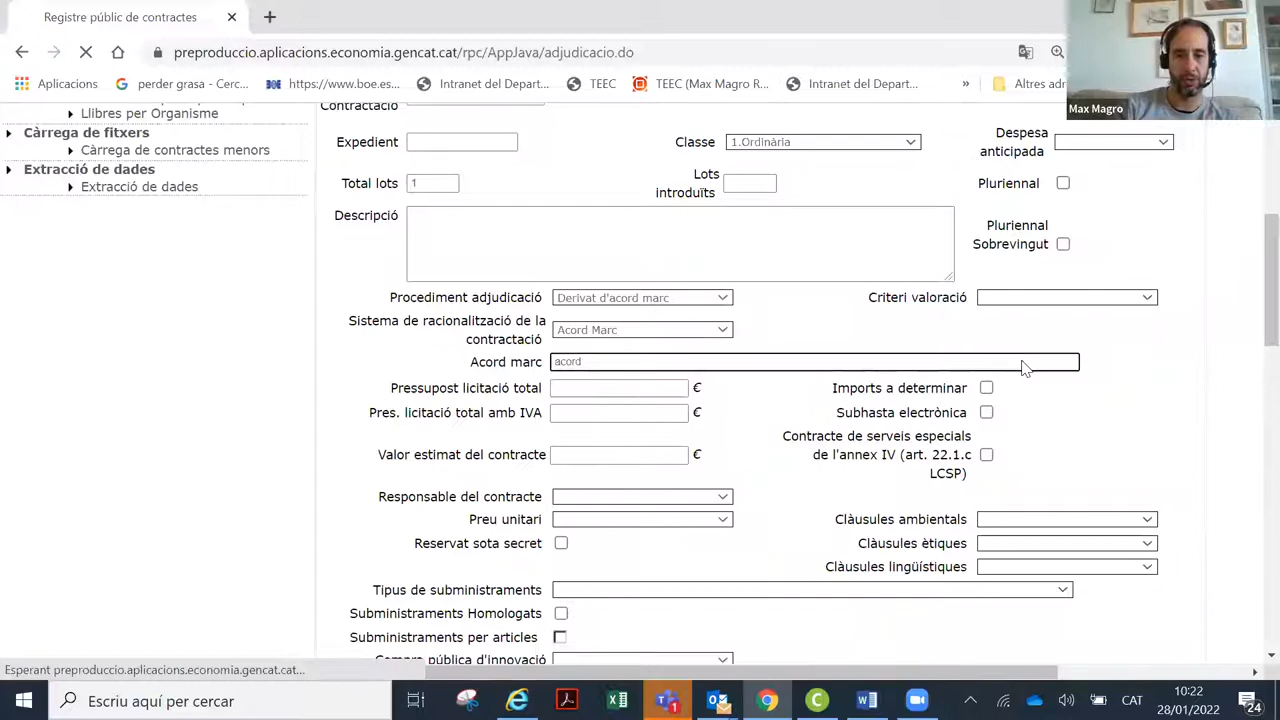 Registre públic de contractes
preproduccio.aplicacions.economia.gencat.cat/rpc/AppJava/adjudicacio.do
Aplicacions
perder grasa - Cerc...
https://www.boe.es...
Intranet del Depart...
TEEC
TEEC (Max Magro R...
Intranet del Depart...
»
Altres adr
Max Magro
Llibres per Organisme
Càrrega de fitxers
Càrrega de contractes menors
Extracció de dades
Extracció de dades
Contractació
Expedient
Classe
1.Ordinària
Despesa anticipada
Total lots
1
Lots introduïts
Pluriennal
Descripció
Pluriennal Sobrevingut
Procediment adjudicació
Derivat d'acord marc
Criteri valoració
Sistema de racionalització de la contractació
Acord Marc
Acord marc
acord
Pressupost licitació total
€
Imports a determinar
Pres. licitació total amb IVA
€
Subhasta electrònica
Valor estimat del contracte
€
Contracte de serveis especials de l'annex IV (art. 22.1.c LCSP)
Responsable del contracte
Preu unitari
Clàusules ambientals
Reservat sota secret
Clàusules ètiques
Clàusules lingüístiques
Tipus de subministraments
Subministraments Homologats
Subministraments per articles
Compra pública d'innovació
Esperant preproduccio.aplicacions.economia.gencat.cat...
Escriu aquí per cercar
CAT
10:22
28/01/2022
24